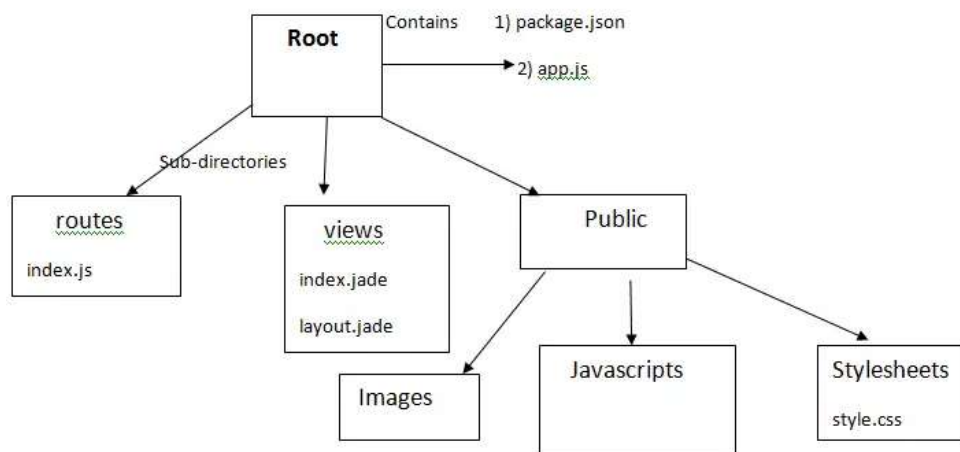 Root
Contains 1) package.json
2) app.js
Sub-directories
routes
index.js
views
index.jade
layout.jade
Public
Images
Javascripts
Stylesheets
style.css